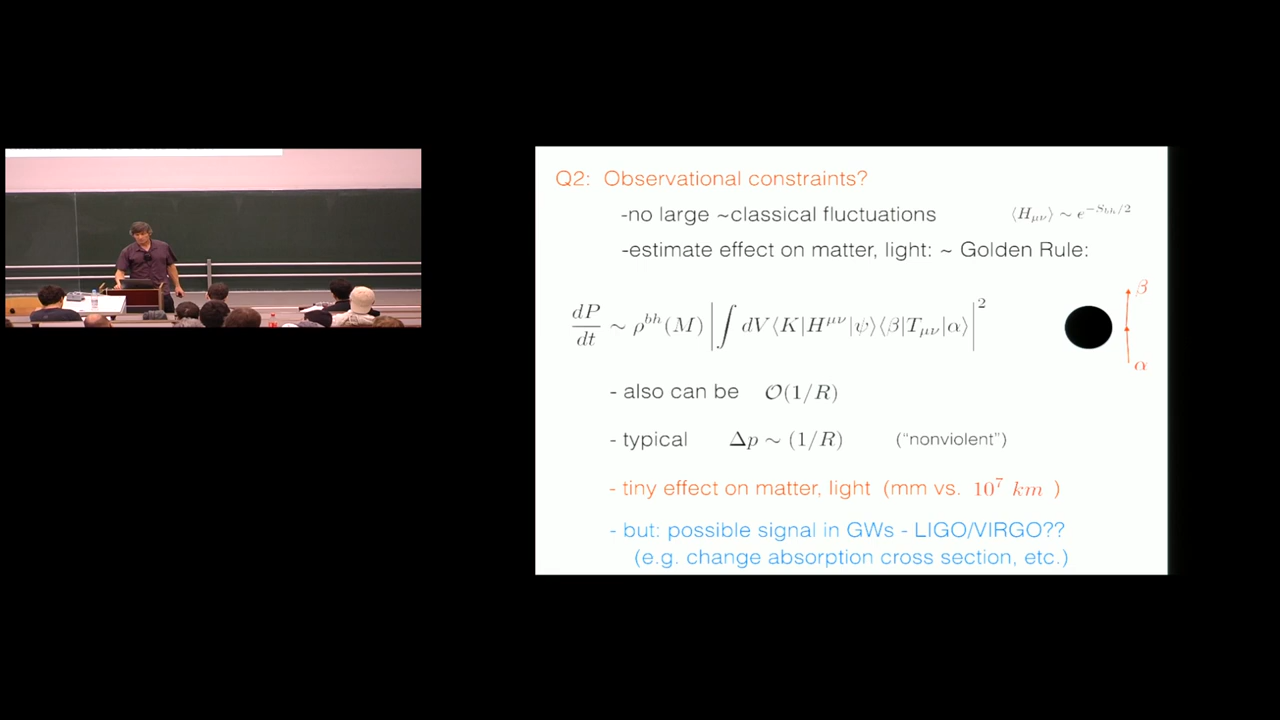 Q2: Observational constraints?
-no large ~classical fluctuations ⟨H_{μν}⟩ ~ e^{-S_{bh}/2}
-estimate effect on matter, light: ~ Golden Rule:
dP/dt ~ ρ^{bh}(M) |∫ dV⟨K|H^{μν}|ψ⟩⟨β|T_{μν}|α⟩|^2
β
α
- also can be 𝒪(1/R)
- typical Δp ~ (1/R) ("nonviolent")
- tiny effect on matter, light (mm vs. 10^7 km )
- but: possible signal in GWs - LIGO/VIRGO??
(e.g. change absorption cross section, etc.)